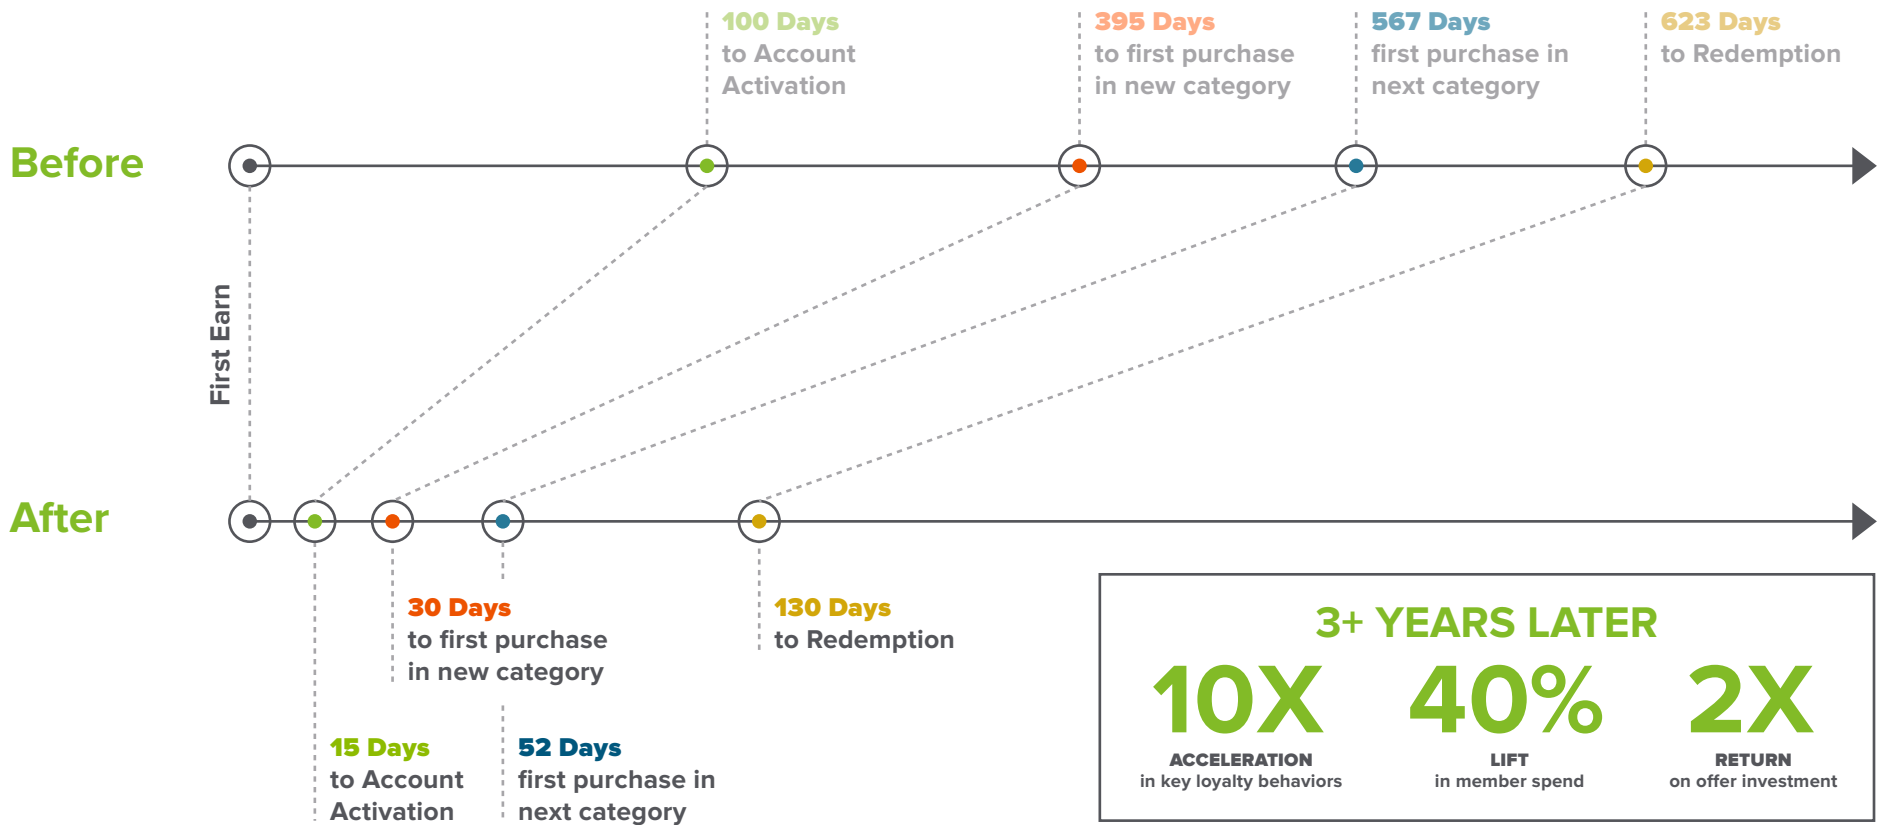 100 Days
to Account
Activation
395 Days
to first purchase
in new category
567 Days
first purchase in
next category
623 Days
to Redemption
Before
First Earn
After
30 Days
to first purchase
in new category
130 Days
to Redemption
15 Days
to Account
Activation
52 Days
first purchase in
next category
3+ YEARS LATER
10X
ACCELERATION
in key loyalty behaviors
40%
LIFT
in member spend
2X
RETURN
on offer investment